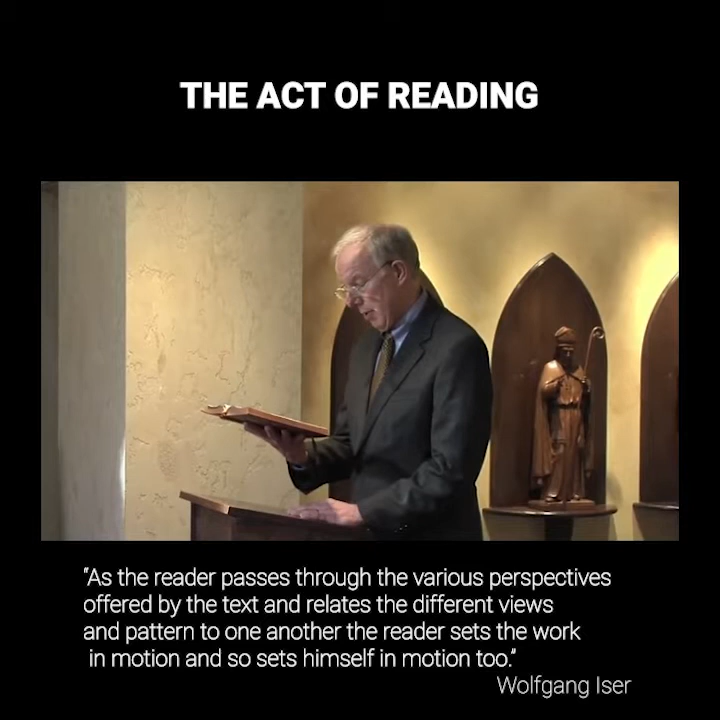 THE ACT OF READING
“As the reader passes through the various perspectives
offered by the text and relates the different views
and pattern to one another the reader sets the work
in motion and so sets himself in motion too.”
Wolfgang Iser